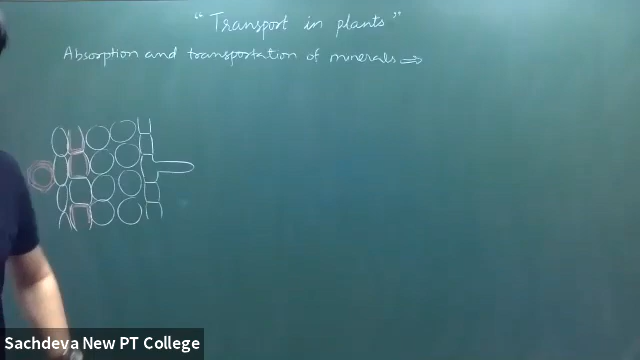 “Transport in plants”
Absorption and transportation of minerals ⇒
Sachdeva New PT College